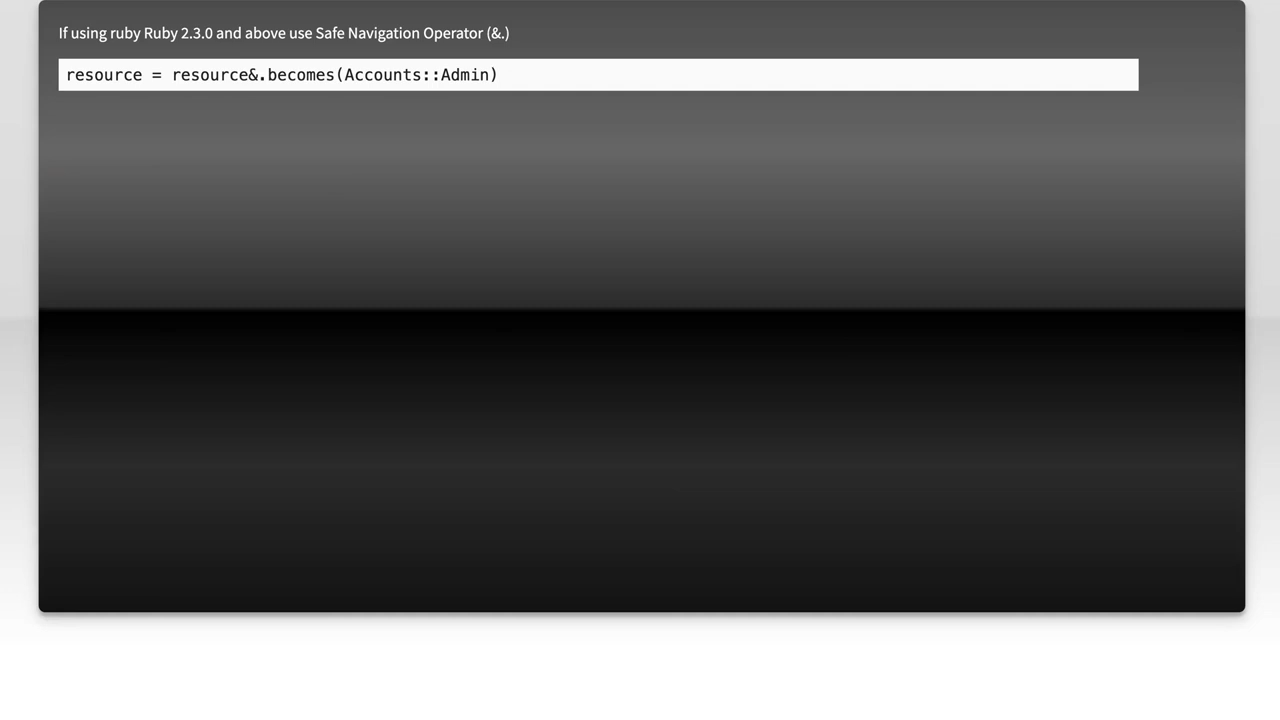 If using ruby Ruby 2.3.0 and above use Safe Navigation Operator (&.)
resource = resource&.becomes(Accounts::Admin)